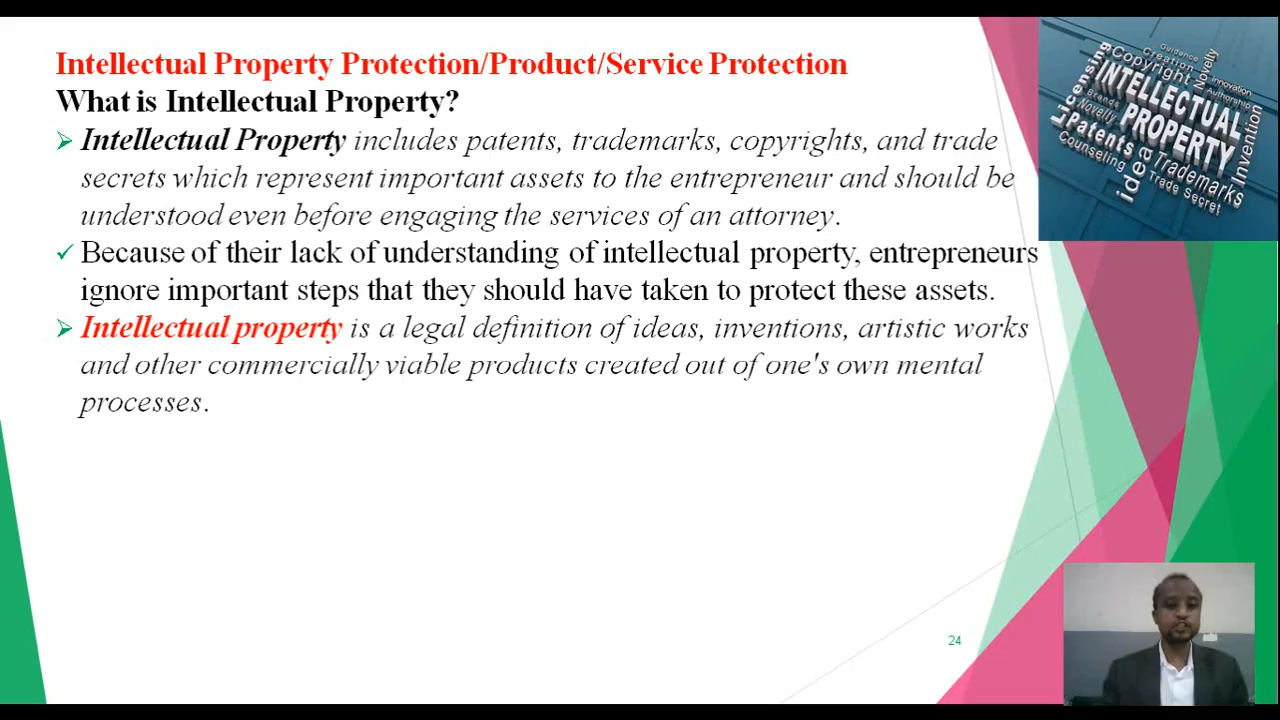 Intellectual Property Protection/Product/Service Protection
What is Intellectual Property?
Intellectual Property includes patents, trademarks, copyrights, and trade
secrets which represent important assets to the entrepreneur and should be
understood even before engaging the services of an attorney.
Because of their lack of understanding of intellectual property, entrepreneurs
ignore important steps that they should have taken to protect these assets.
Intellectual property is a legal definition of ideas, inventions, artistic works
and other commercially viable products created out of one's own mental
processes.
Guidance
Creation
Copyright
Novelty
Innovation
Authorship
Licensing
INTELLECTUAL
Brands
Novelty
PROPERTY
Patents
Counseling
idea
Trademarks
Trade Secret
Invention
24